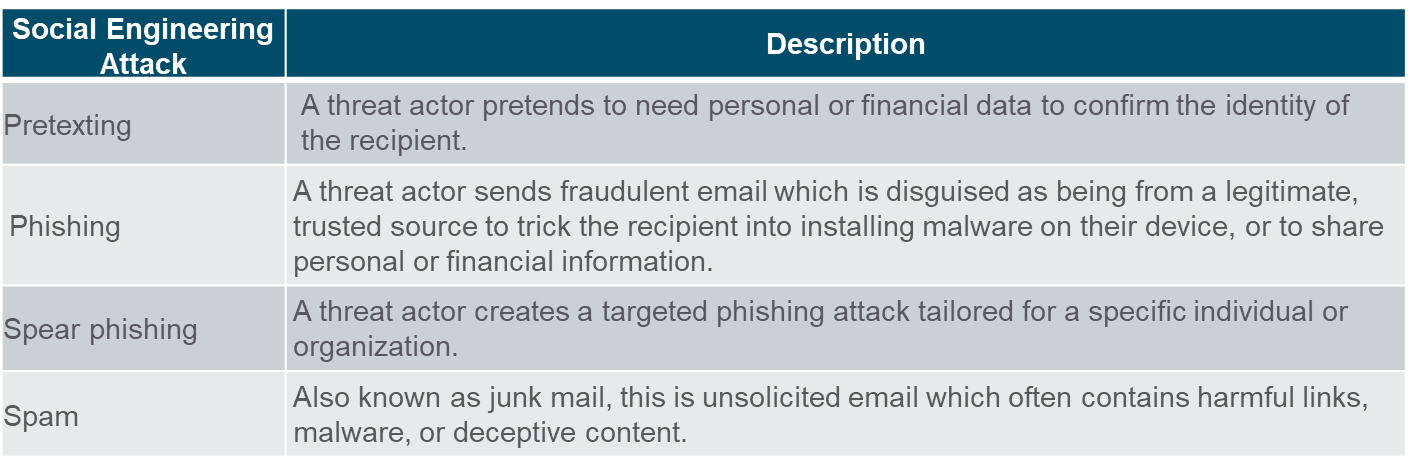 Social Engineering
Attack
Description
Pretexting
A threat actor pretends to need personal or financial data to confirm the identity of
the recipient.
Phishing
A threat actor sends fraudulent email which is disguised as being from a legitimate,
trusted source to trick the recipient into installing malware on their device, or to share
personal or financial information.
Spear phishing
A threat actor creates a targeted phishing attack tailored for a specific individual or
organization.
Spam
Also known as junk mail, this is unsolicited email which often contains harmful links,
malware, or deceptive content.